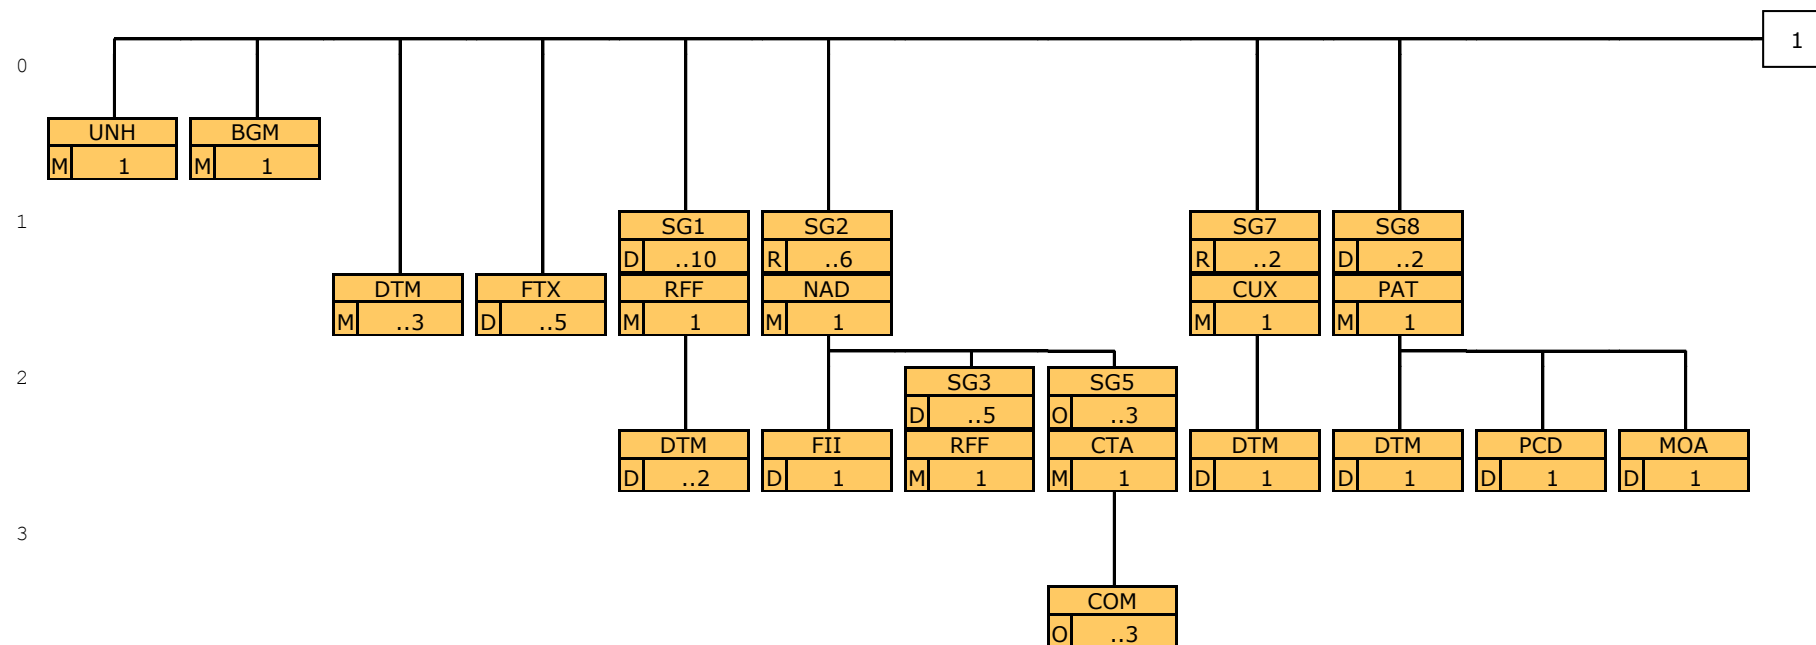 1
0
UNH BGM
M 1 M 1
1
SG1 SG2 SG7 SG8
D ..10 R ..6 R ..2 D ..2
DTM FTX RFF NAD CUX PAT
M ..3 D ..5 M 1 M 1 M 1 M 1
2
SG3 SG5
D ..5 O ..3
DTM FII RFF CTA DTM DTM PCD MOA
D ..2 D 1 M 1 M 1 D 1 D 1 D 1 D 1
3
COM
O ..3